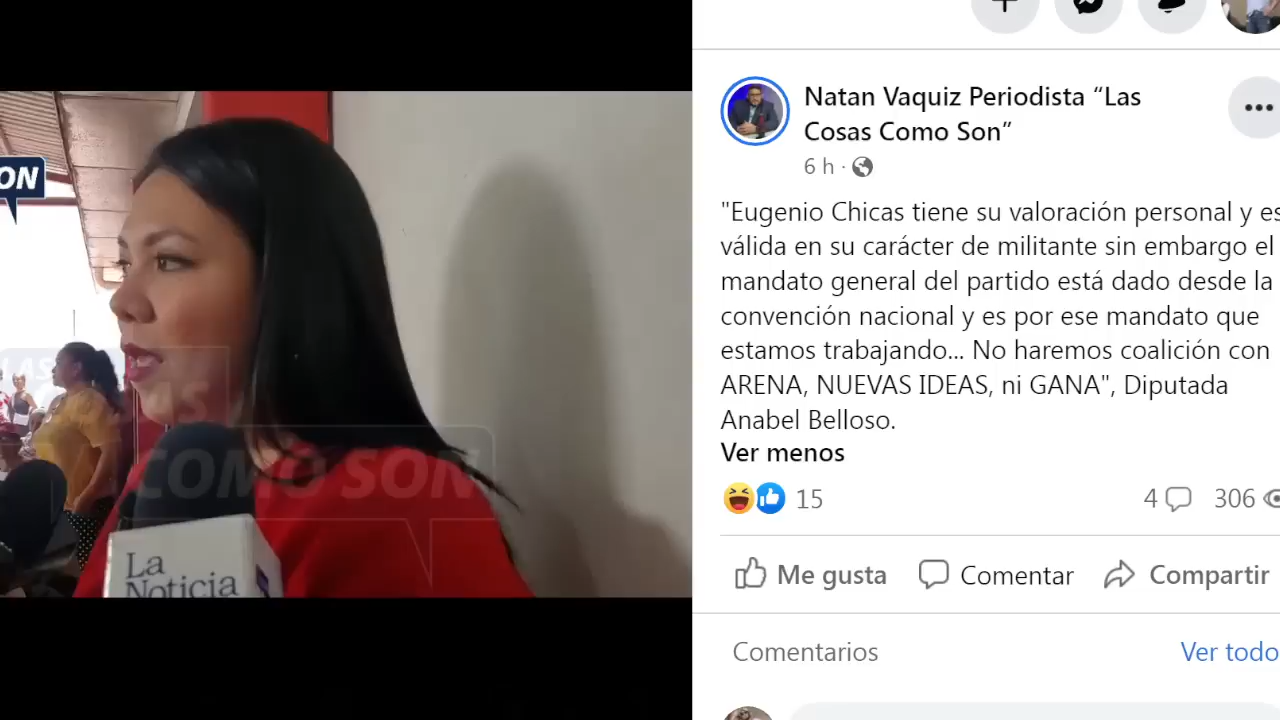 ON
LAS
COMO SON
La
Noticia
Natan Vaquiz Periodista “Las
Cosas Como Son”
6 h ·
"Eugenio Chicas tiene su valoración personal y es
válida en su carácter de militante sin embargo el
mandato general del partido está dado desde la
convención nacional y es por ese mandato que
estamos trabajando... No haremos coalición con
ARENA, NUEVAS IDEAS, ni GANA", Diputada
Anabel Belloso.
Ver menos
15
4
306
Me gusta
Comentar
Compartir
Comentarios
Ver todo